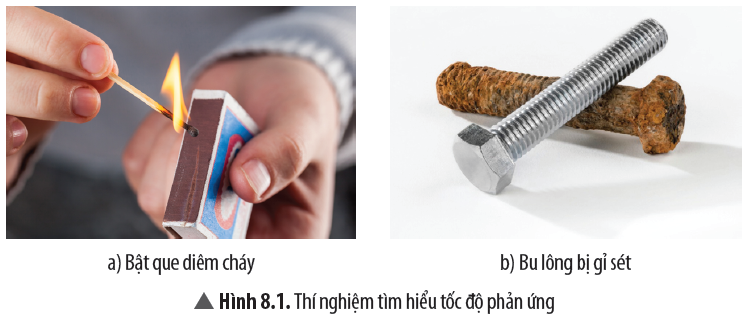 a) Bật que diêm cháy
b) Bu lông bị gỉ sét
▲ Hình 8.1. Thí nghiệm tìm hiểu tốc độ phản ứng